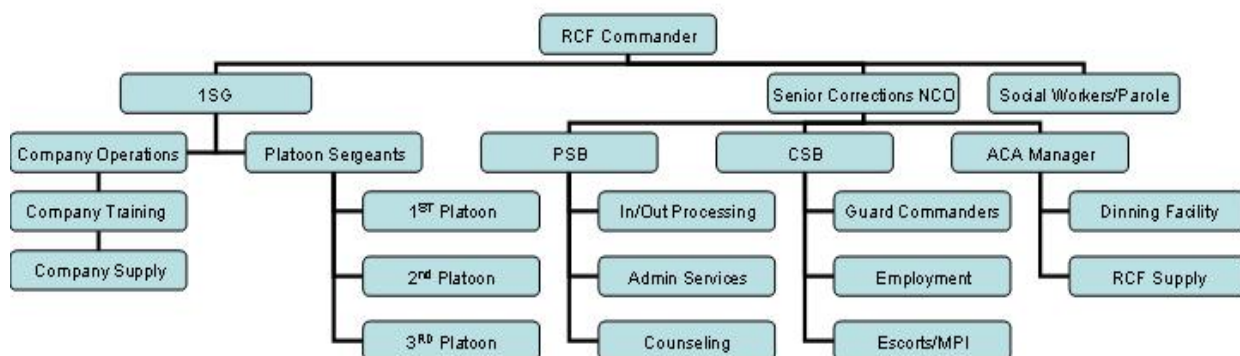 RCF Commander
1SG
Senior Corrections NCO
Social Workers/Parole
Company Operations
Platoon Sergeants
PSB
CSB
ACA Manager
Company Training
1ST Platoon
In/Out Processing
Guard Commanders
Dinning Facility
Company Supply
2nd Platoon
Admin Services
Employment
RCF Supply
3RD Platoon
Counseling
Escorts/MPI